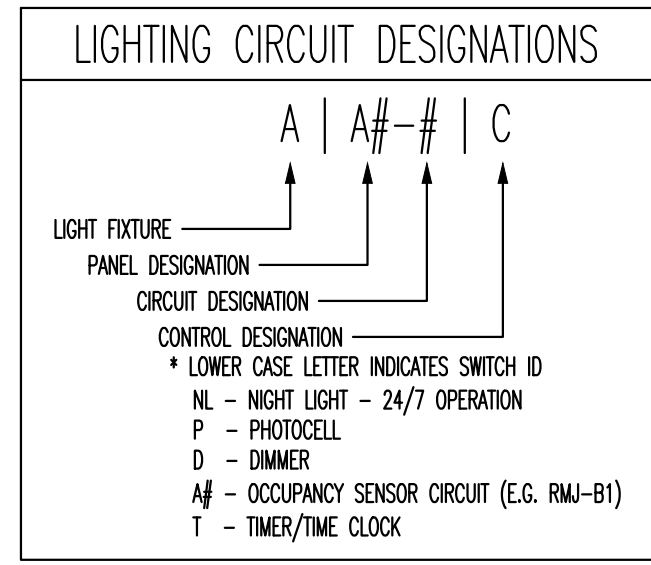 LIGHTING CIRCUIT DESIGNATIONS
A | A#-# | C
LIGHT FIXTURE
PANEL DESIGNATION
CIRCUIT DESIGNATION
CONTROL DESIGNATION
* LOWER CASE LETTER INDICATES SWITCH ID
NL - NIGHT LIGHT - 24/7 OPERATION
P - PHOTOCELL
D - DIMMER
A# - OCCUPANCY SENSOR CIRCUIT (E.G. RMJ-B1)
T - TIMER/TIME CLOCK